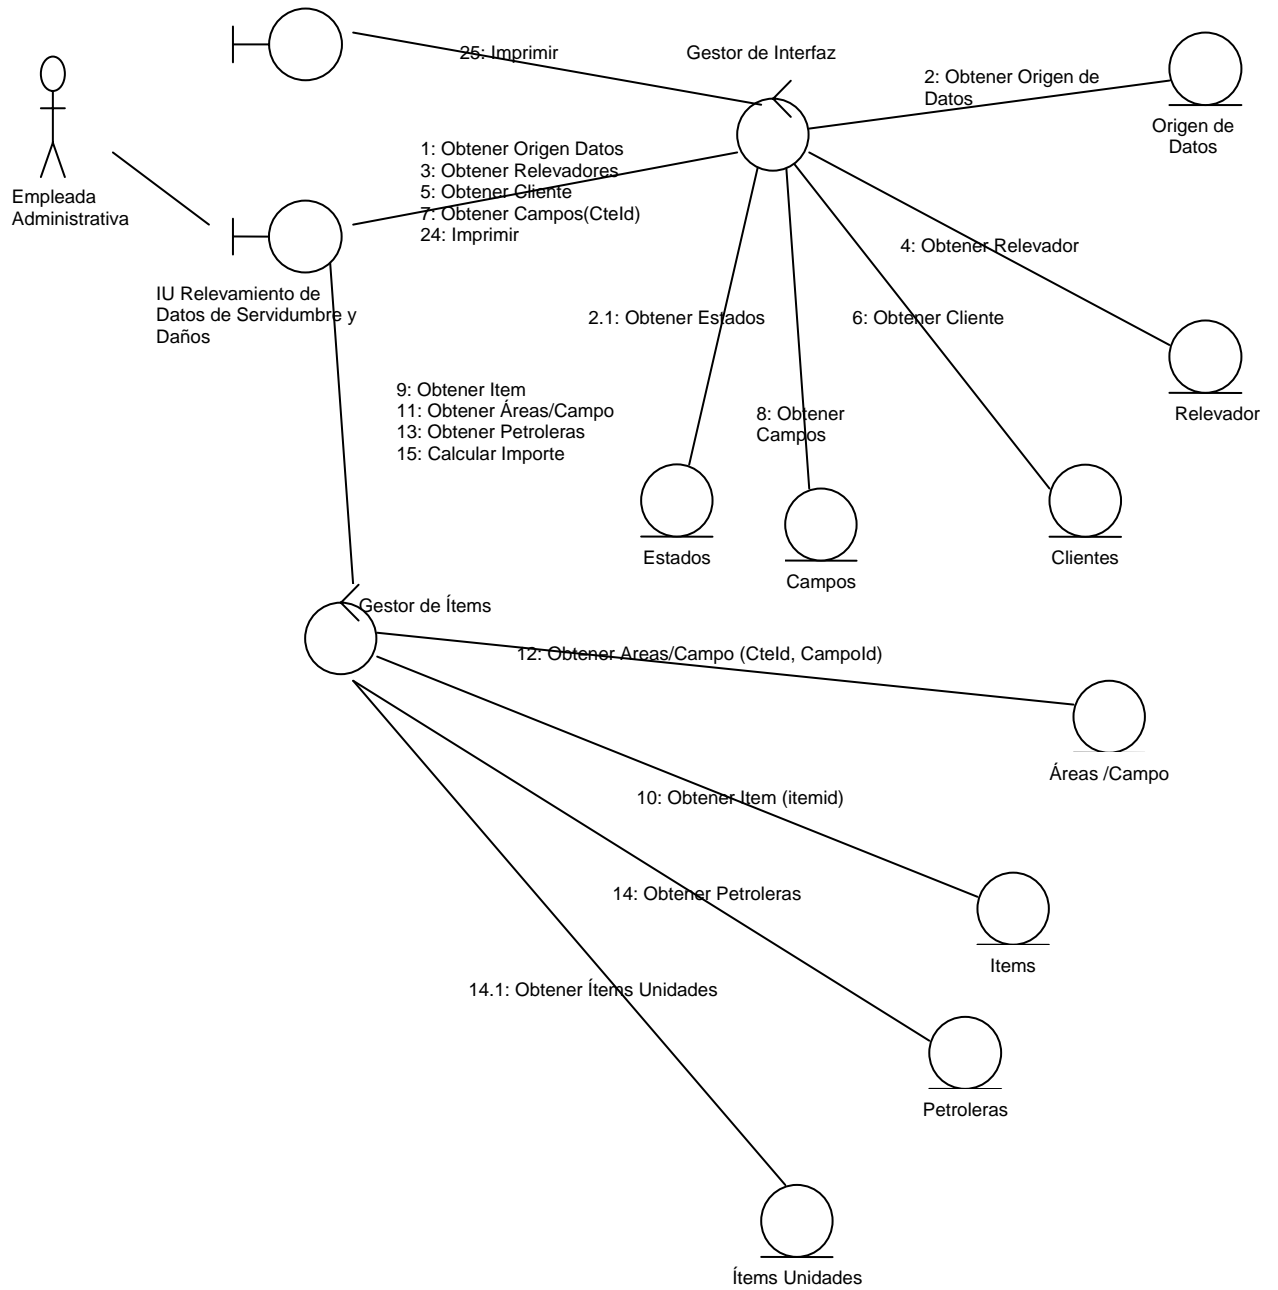 25: Imprimir
Gestor de Interfaz
2: Obtener Origen de
Datos
Origen de
Datos
Empleada
Administrativa
1: Obtener Origen Datos
3: Obtener Relevadores
5: Obtener Cliente
7: Obtener Campos(CteId)
24: Imprimir
4: Obtener Relevador
IU Relevamiento de
Datos de Servidumbre y
Daños
2.1: Obtener Estados
6: Obtener Cliente
9: Obtener Item
11: Obtener Áreas/Campo
13: Obtener Petroleras
15: Calcular Importe
8: Obtener
Campos
Relevador
Estados
Campos
Clientes
Gestor de Ítems
12: Obtener Areas/Campo (CteId, CampoId)
Áreas /Campo
10: Obtener Item (itemid)
14: Obtener Petroleras
Items
14.1: Obtener Ítems Unidades
Petroleras
Ítems Unidades